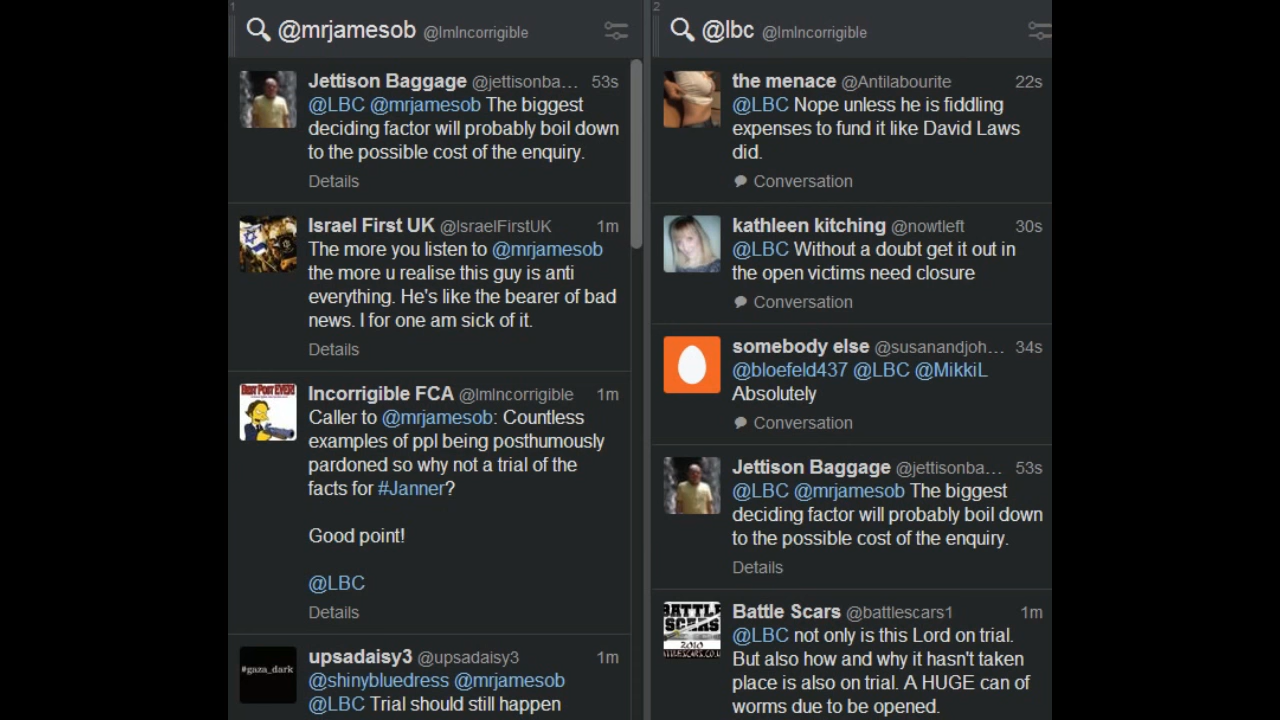 1
@mrjamesob @ImIncorrigible
Jettison Baggage @jettisonba… 53s
@LBC @mrjamesob The biggest
deciding factor will probably boil down
to the possible cost of the enquiry.
Details
Israel First UK @IsraelFirstUK 1m
The more you listen to @mrjamesob
the more u realise this guy is anti
everything. He's like the bearer of bad
news. I for one am sick of it.
Details
BEST POST EVER!
Incorrigible FCA @ImIncorrigible 1m
Caller to @mrjamesob: Countless
examples of ppl being posthumously
pardoned so why not a trial of the
facts for #Janner?
Good point!
@LBC
Details
#gaza_dark
upsadaisy3 @upsadaisy3 1m
@shinybluedress @mrjamesob
@LBC Trial should still happen
2
@lbc @ImIncorrigible
the menace @Antilabourite 22s
@LBC Nope unless he is fiddling
expenses to fund it like David Laws
did.
Conversation
kathleen kitching @nowtleft 30s
@LBC Without a doubt get it out in
the open victims need closure
Conversation
somebody else @susanandjoh… 34s
@bloefeld437 @LBC @MikkiL
Absolutely
Conversation
Jettison Baggage @jettisonba… 53s
@LBC @mrjamesob The biggest
deciding factor will probably boil down
to the possible cost of the enquiry.
Details
BATTLE
SCARS
2010
Battle Scars @battlescars1 1m
@LBC not only is this Lord on trial.
But also how and why it hasn't taken
place is also on trial. A HUGE can of
worms due to be opened.